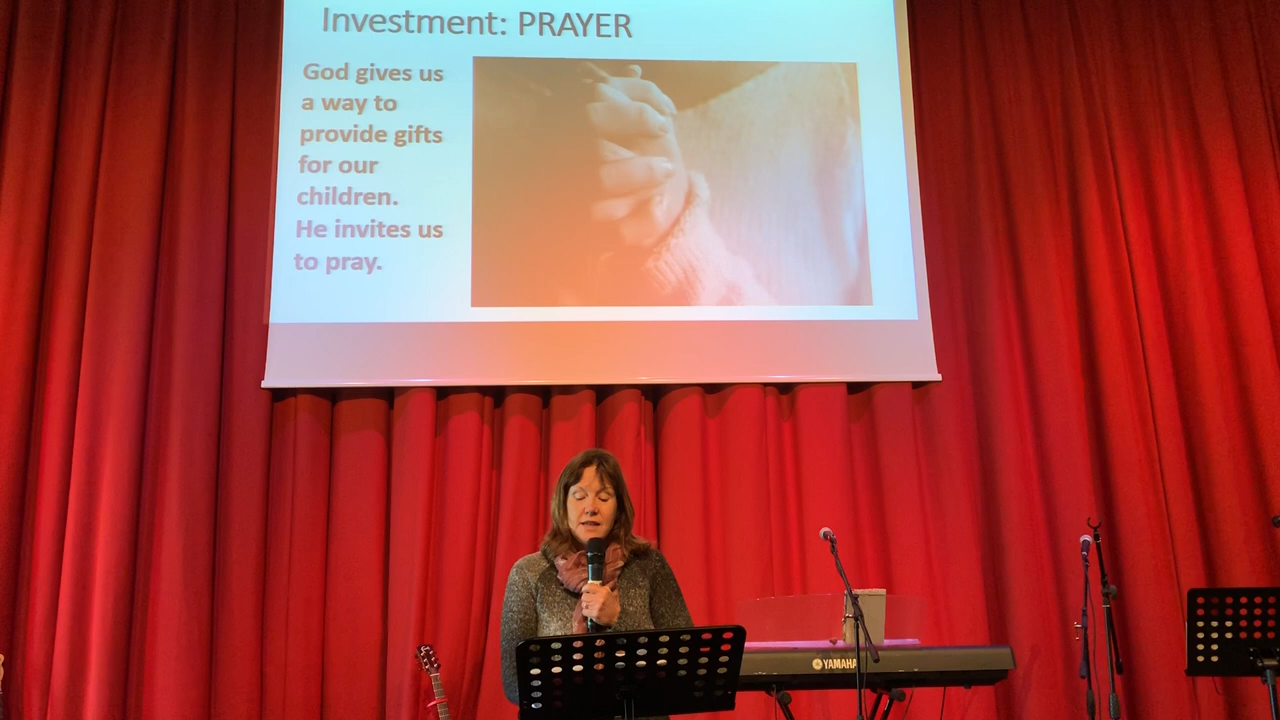 Investment: PRAYER
God gives us
a way to
provide gifts
for our
children.
He invites us
to pray.
YAMAHA